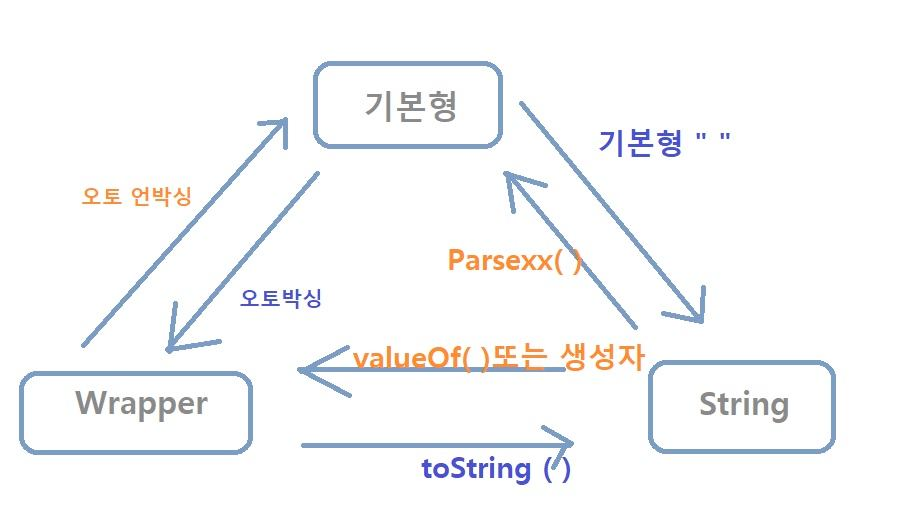 기본형
기본형 " "
오토 언박싱
Parsexx( )
오토박싱
valueOf( )또는 생성자
Wrapper
String
toString ( )